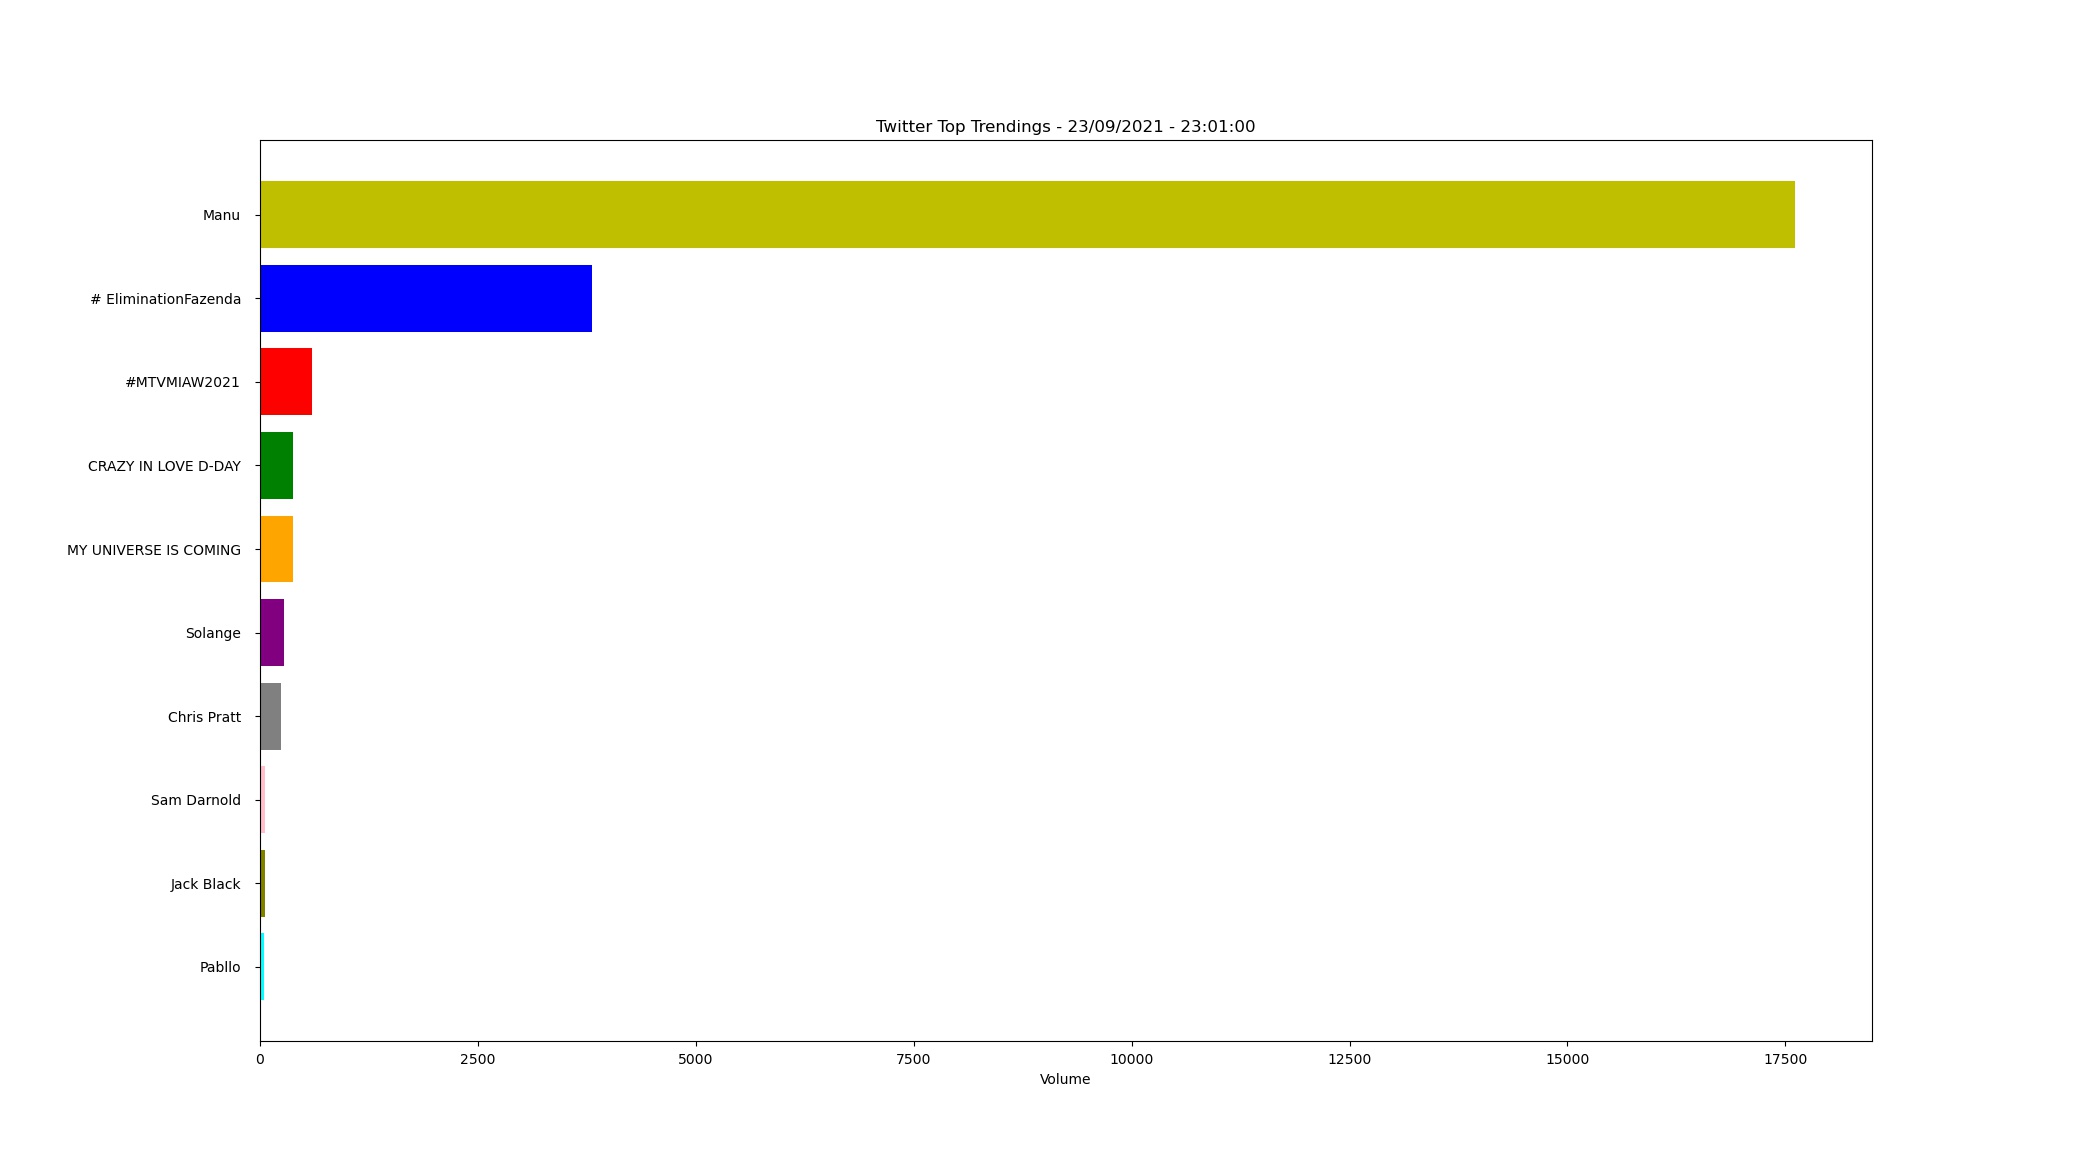 Twitter Top Trendings - 23/09/2021 - 23:01:00
Manu
# EliminationFazenda
#MTVMIAW2021
CRAZY IN LOVE D-DAY
MY UNIVERSE IS COMING
Solange
Chris Pratt
Sam Darnold
Jack Black
Pabllo
0 2500 5000 7500 10000 12500 15000 17500
Volume